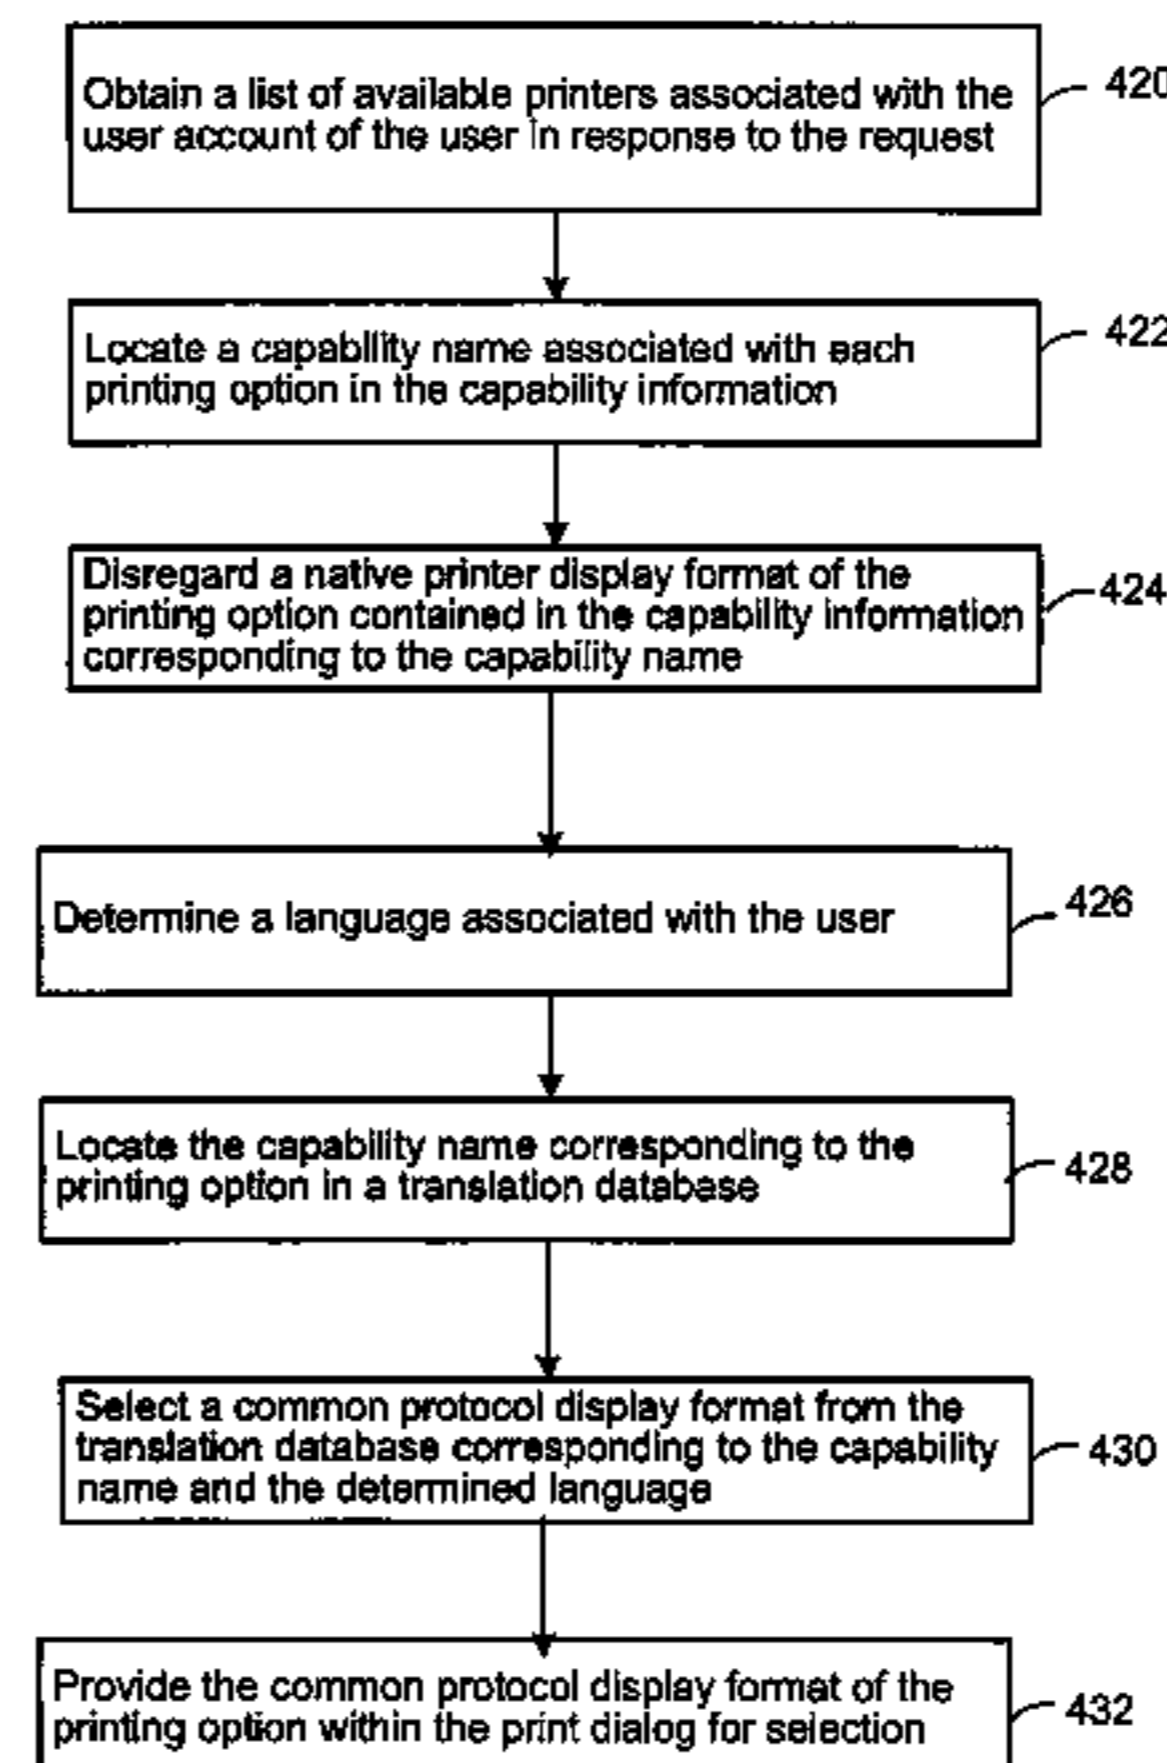 Obtain a list of available printers associated with the
user account of the user in response to the request
420
Locate a capability name associated with each
printing option in the capability information
422
Disregard a native printer display format of the
printing option contained in the capability information
corresponding to the capability name
424
Determine a language associated with the user
426
Locate the capability name corresponding to the
printing option in a translation database
428
Select a common protocol display format from the
translation database corresponding to the capability
name and the determined language
430
Provide the common protocol display format of the
printing option within the print dialog for selection
432